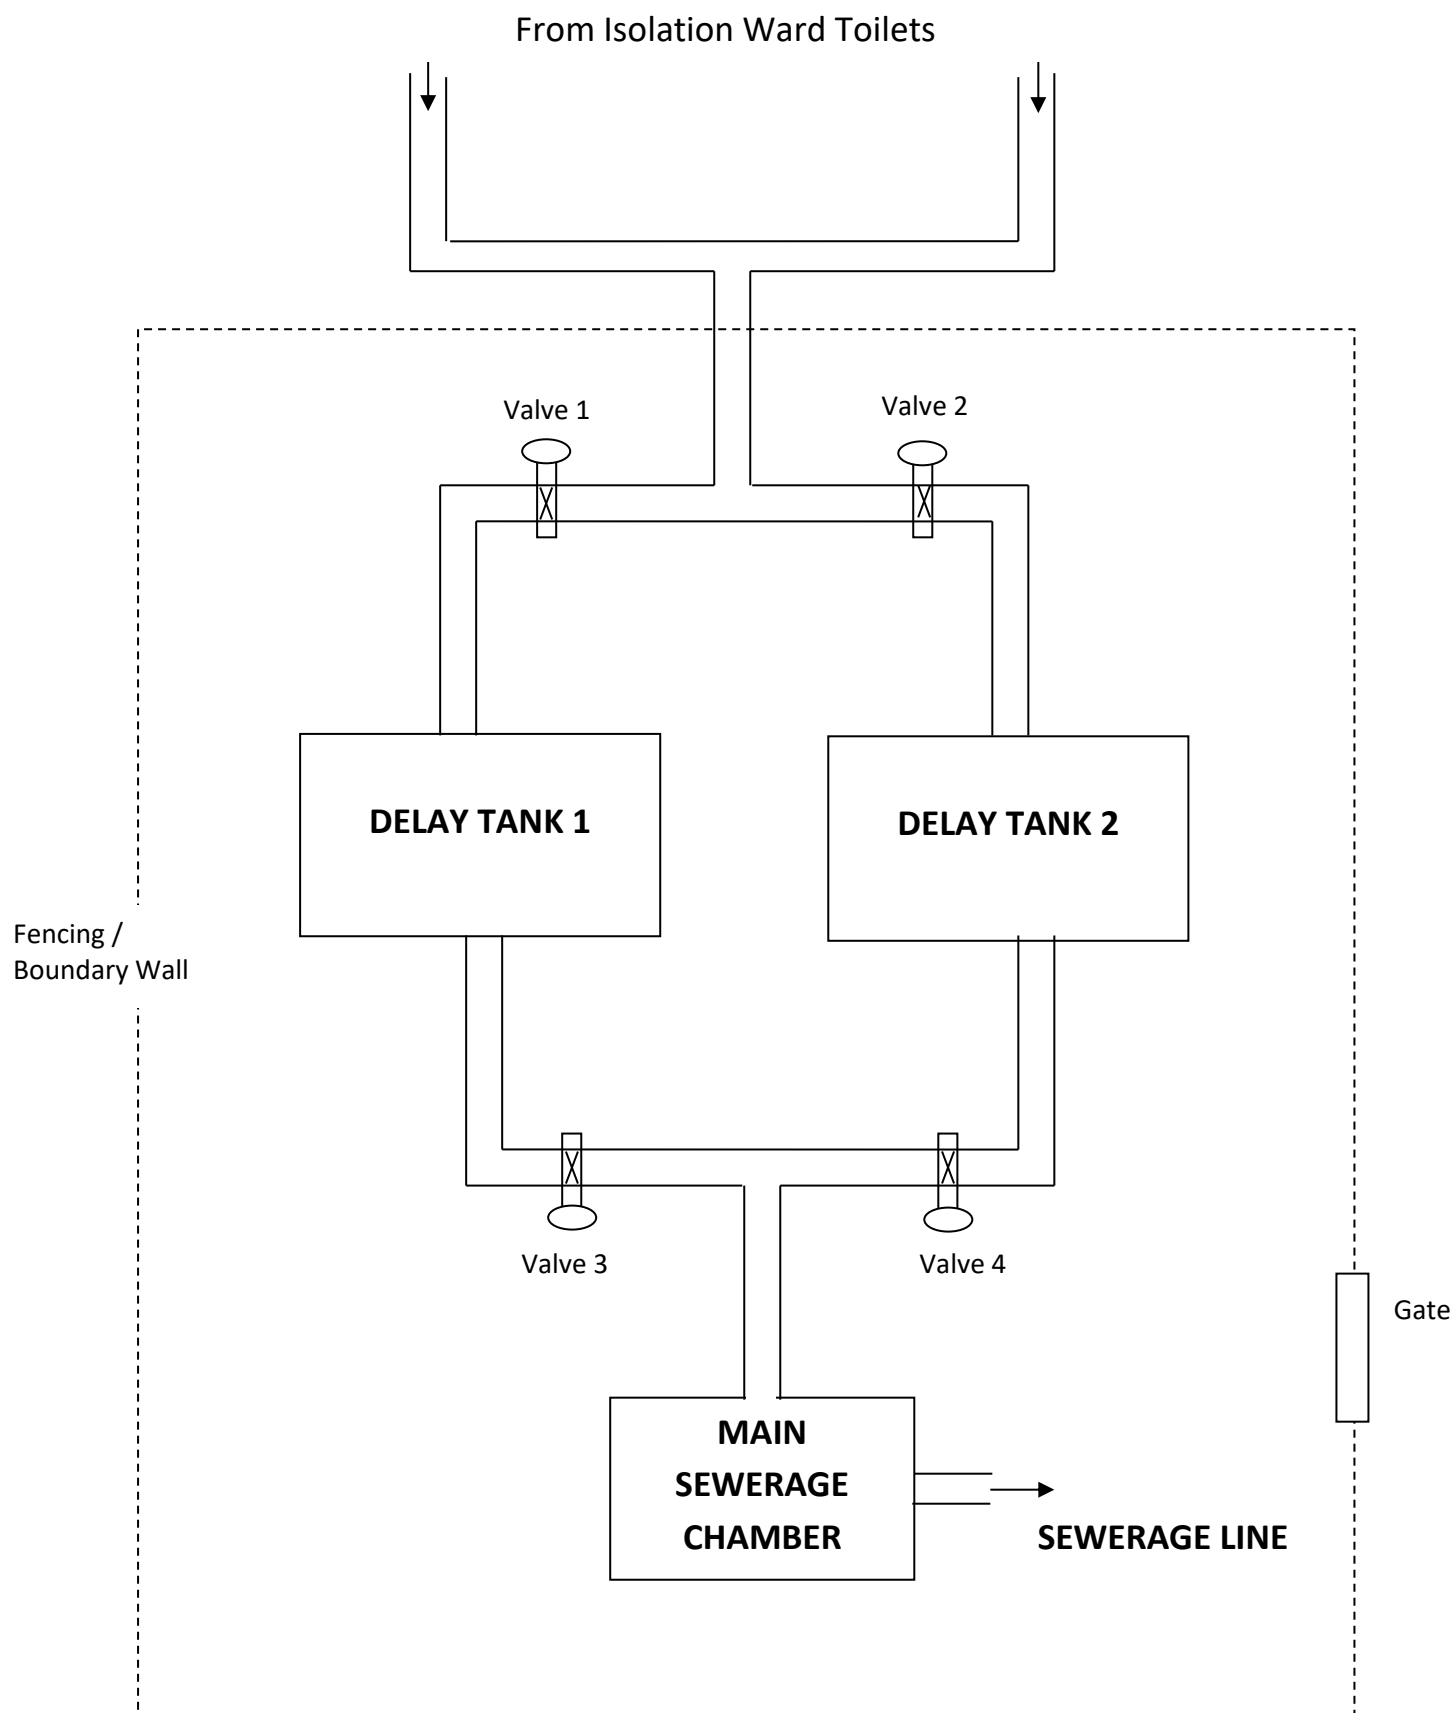 From Isolation Ward Toilets
Valve 1
Valve 2
DELAY TANK 1
DELAY TANK 2
Fencing /
Boundary Wall
Valve 3
Valve 4
Gate
MAIN
SEWERAGE
CHAMBER
SEWERAGE LINE